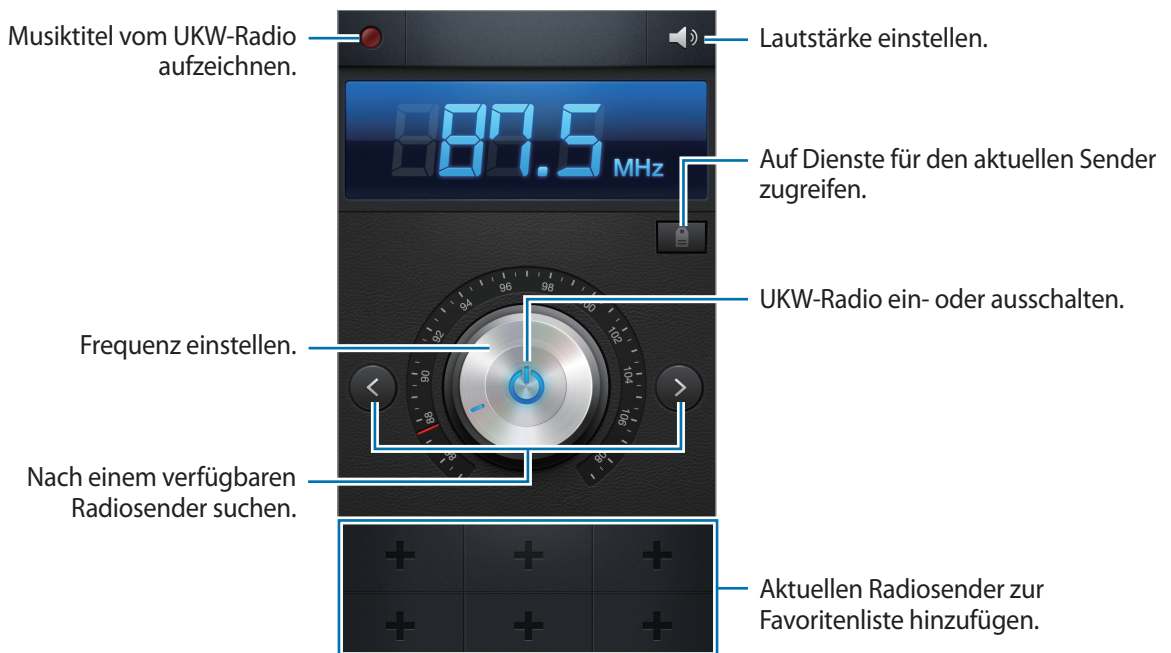 Musiktitel vom UKW-Radio
aufzeichnen.
Lautstärke einstellen.
87.5 MHz
Auf Dienste für den aktuellen Sender
zugreifen.
UKW-Radio ein- oder ausschalten.
Frequenz einstellen.
88
90
92
94
96
98
100
102
104
106
Nach einem verfügbaren
Radiosender suchen.
Aktuellen Radiosender zur
Favoritenliste hinzufügen.